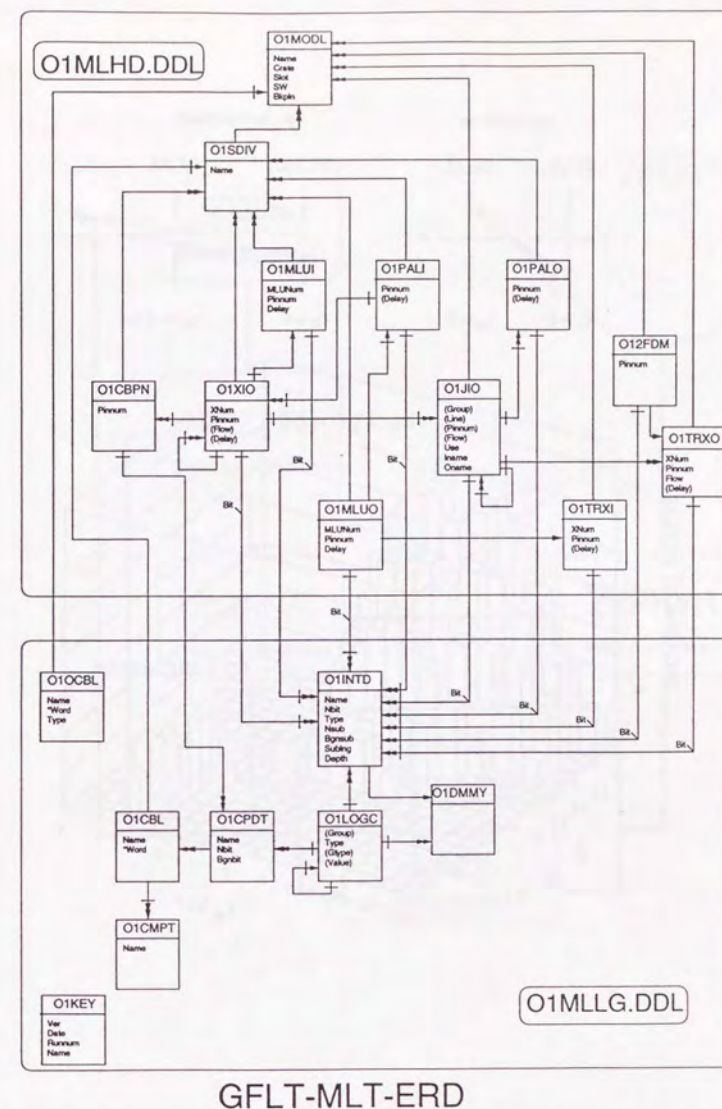 O1MLHD.DDL
O1MODL
Name
Crate
Slot
SW
Bkpin
O1SDIV
Name
O1MLUI
MLUNum
Pinnum
Delay
O1PALI
Pinnum
(Delay)
O1PALO
Pinnum
(Delay)
O12FDM
Pinnum
O1CBPN
Pinnum
O1XIO
XNum
Pinnum
(Flow)
(Delay)
O1JIO
(Group)
(Line)
(Pinnum)
(Flow)
Use
Iname
Oname
O1TRXO
XNum
Pinnum
Flow
(Delay)
Bit
Bit
Bit
O1MLUO
MLUNum
Pinnum
Delay
O1TRXI
XNum
Pinnum
(Delay)
Bit
O1OCBL
Name
*Word
Type
O1INTD
Name
Nbit
Type
Nsub
Bgnsub
Subing
Depth
Bit
Bit
Bit
Bit
Bit
O1DMMY
O1CBL
Name
*Word
O1CPDT
Name
Nbit
Bgnbit
O1LOGC
(Group)
Type
(Gtype)
(Value)
O1CMPT
Name
O1KEY
Ver
Date
Runnum
Name
O1MLLG.DDL
GFLT-MLT-ERD